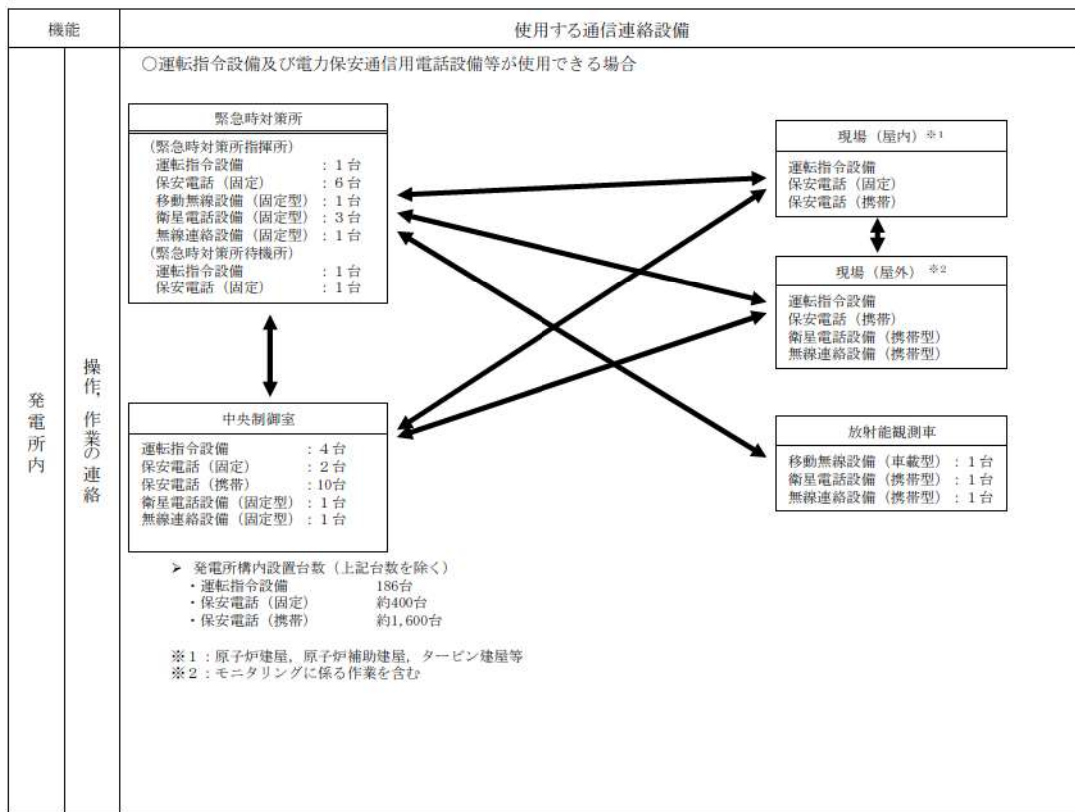 機能
使用する通信連絡設備
発電所内
操作，作業の連絡
○運転指令設備及び電力保安通信用電話設備等が使用できる場合
緊急時対策所
（緊急時対策所指揮所）
運転指令設備 ：1台
保安電話（固定） ：6台
移動無線設備（固定型）：1台
衛星電話設備（固定型）：3台
無線連絡設備（固定型）：1台
（緊急時対策所待機所）
運転指令設備 ：1台
保安電話（固定） ：1台
現場（屋内）※1
運転指令設備
保安電話（固定）
保安電話（携帯）
現場（屋外）※2
運転指令設備
保安電話（携帯）
衛星電話設備（携帯型）
無線連絡設備（携帯型）
中央制御室
運転指令設備 ：4台
保安電話（固定） ：2台
保安電話（携帯） ：10台
衛星電話設備（固定型）：1台
無線連絡設備（固定型）：1台
放射能観測車
移動無線設備（車載型）：1台
衛星電話設備（携帯型）：1台
無線連絡設備（携帯型）：1台
➢ 発電所構内設置台数（上記台数を除く）
・運転指令設備 186台
・保安電話（固定） 約400台
・保安電話（携帯） 約1,600台
※1：原子炉建屋，原子炉補助建屋，タービン建屋等
※2：モニタリングに係る作業を含む